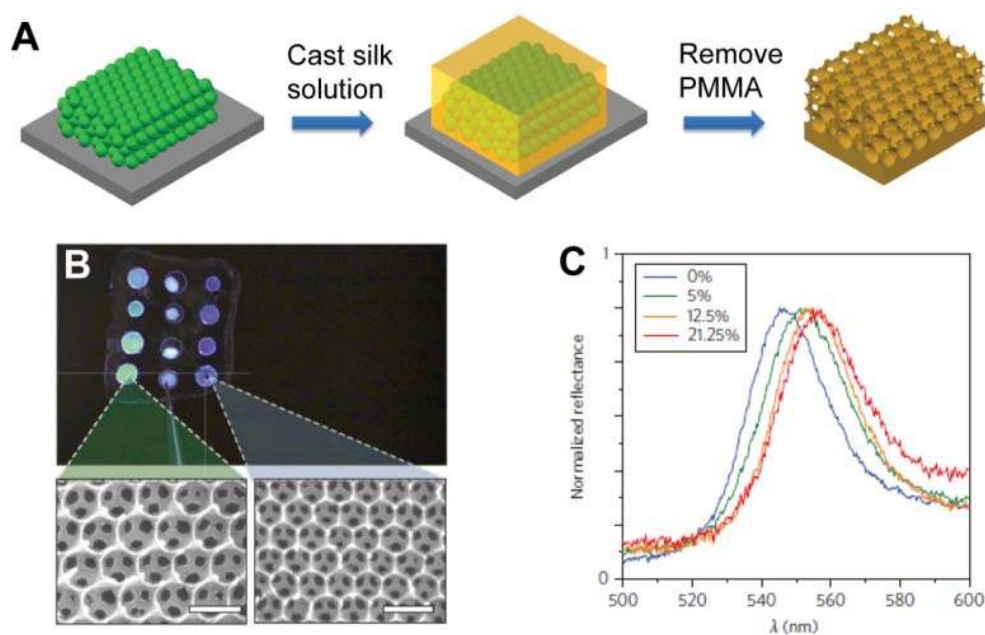 A
Cast silk
solution
Remove
PMMA
B
C
1
0%
5%
12.5%
21.25%
Normalized reflectance
0
500
520
540
560
580
600
λ (nm)